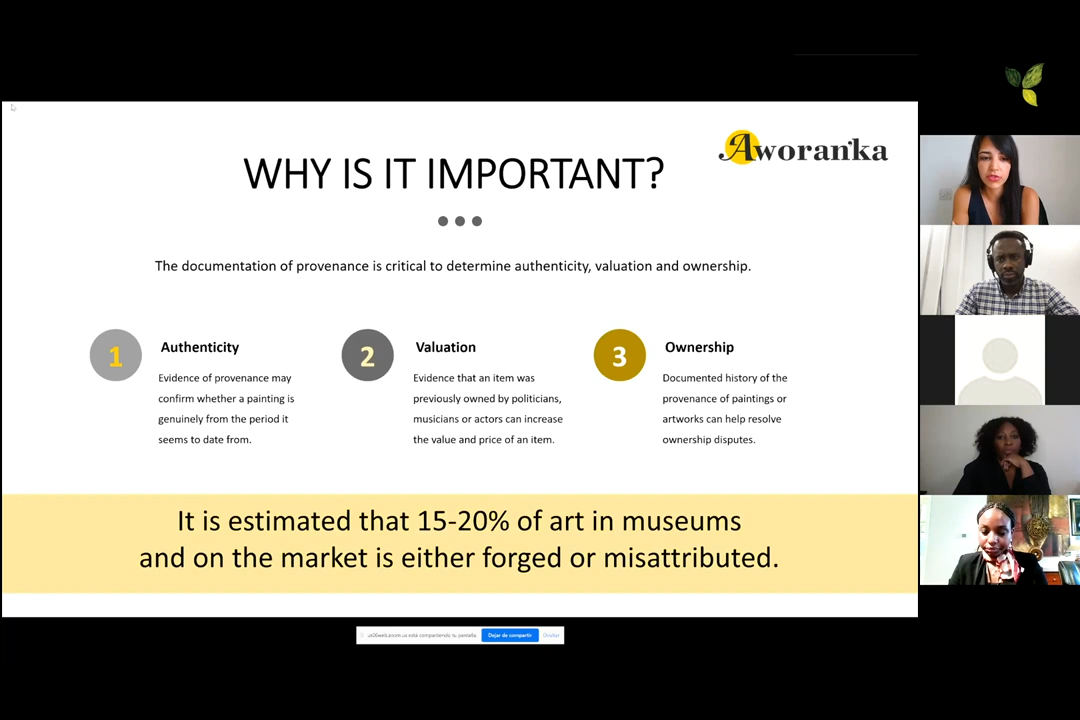 Aworanka
WHY IS IT IMPORTANT?
The documentation of provenance is critical to determine authenticity, valuation and ownership.
1
Authenticity
Evidence of provenance may
confirm whether a painting is
genuinely from the period it
seems to date from.
2
Valuation
Evidence that an item was
previously owned by politicians,
musicians or actors can increase
the value and price of an item.
3
Ownership
Documented history of the
provenance of paintings or
artworks can help resolve
ownership disputes.
It is estimated that 15-20% of art in museums
and on the market is either forged or misattributed.
está compartiendo tu pantalla.
Dejar de compartir
Ocultar